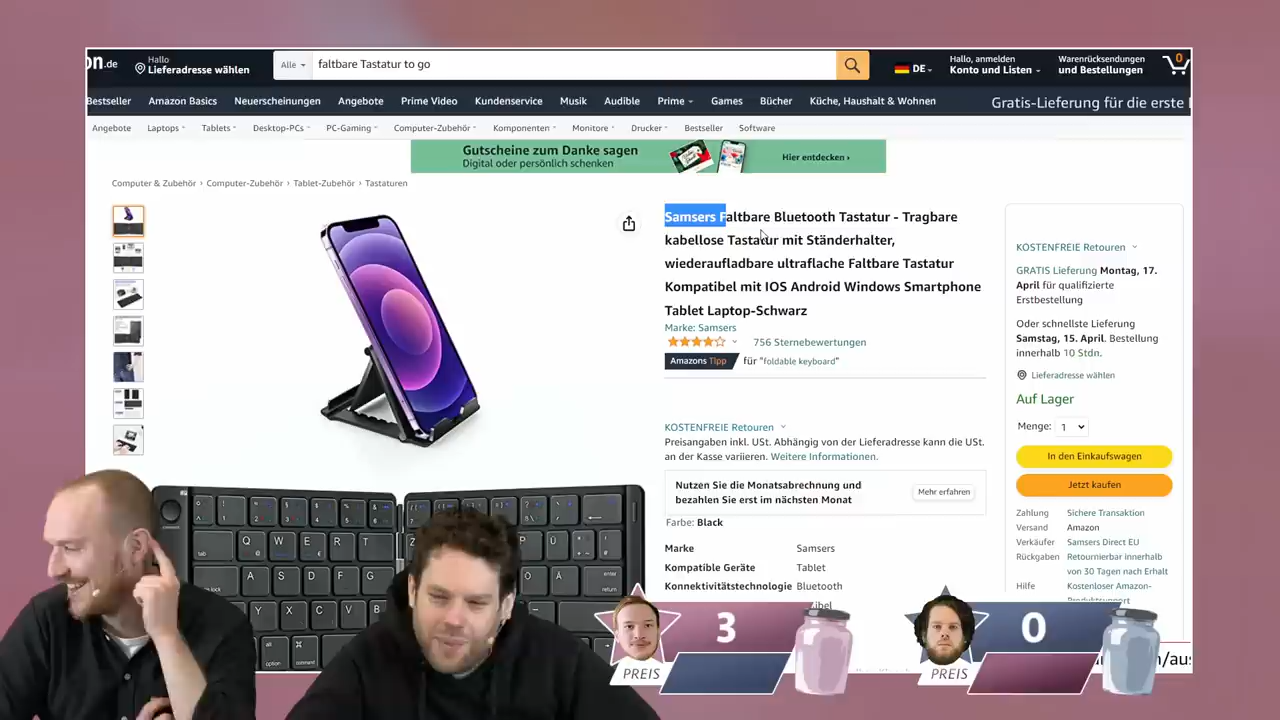 on.de
Hallo
Lieferadresse wählen
Alle
faltbare Tastatur to go
DE
Hallo, anmelden
Konto und Listen
Warenrücksendungen
und Bestellungen
0
Bestseller
Amazon Basics
Neuerscheinungen
Angebote
Prime Video
Kundenservice
Musik
Audible
Prime
Games
Bücher
Küche, Haushalt & Wohnen
Gratis-Lieferung für die erste
Angebote
Laptops
Tablets
Desktop-PCs
PC-Gaming
Computer-Zubehör
Komponenten
Monitore
Drucker
Bestseller
Software
Gutscheine zum Danke sagen
Digital oder persönlich schenken
Hier entdecken ›
Computer & Zubehör › Computer-Zubehör › Tablet-Zubehör › Tastaturen
Samsers Faltbare Bluetooth Tastatur - Tragbare
kabellose Tastatur mit Ständerhalter,
wiederaufladbare ultraflache Faltbare Tastatur
Kompatibel mit IOS Android Windows Smartphone
Tablet Laptop-Schwarz
Marke: Samsers
756 Sternebewertungen
Amazons Tipp
für "foldable keyboard"
KOSTENFREIE Retouren
Preisangaben inkl. USt. Abhängig von der Lieferadresse kann die USt.
an der Kasse variieren. Weitere Informationen.
Nutzen Sie die Monatsabrechnung und
bezahlen Sie erst im nächsten Monat
Mehr erfahren
Farbe: Black
Marke
Samsers
Kompatible Geräte
Tablet
Konnektivitätstechnologie
Bluetooth
KOSTENFREIE Retouren
GRATIS Lieferung Montag, 17.
April für qualifizierte
Erstbestellung
Oder schnellste Lieferung
Samstag, 15. April. Bestellung
innerhalb 10 Stdn.
Lieferadresse wählen
Auf Lager
Menge: 1
In den Einkaufswagen
Jetzt kaufen
Zahlung
Sichere Transaktion
Versand
Amazon
Verkäufer
Samsers Direct EU
Rückgaben
Retournierbar innerhalb
von 30 Tagen nach Erhalt
Hilfe
Kostenloser Amazon-
Produktsupport
tab
Q W E R T
P Ü
A S D F G
Ö Ä
return
Y X C V
alt
option
command
3
PREIS
0
PREIS
/aus